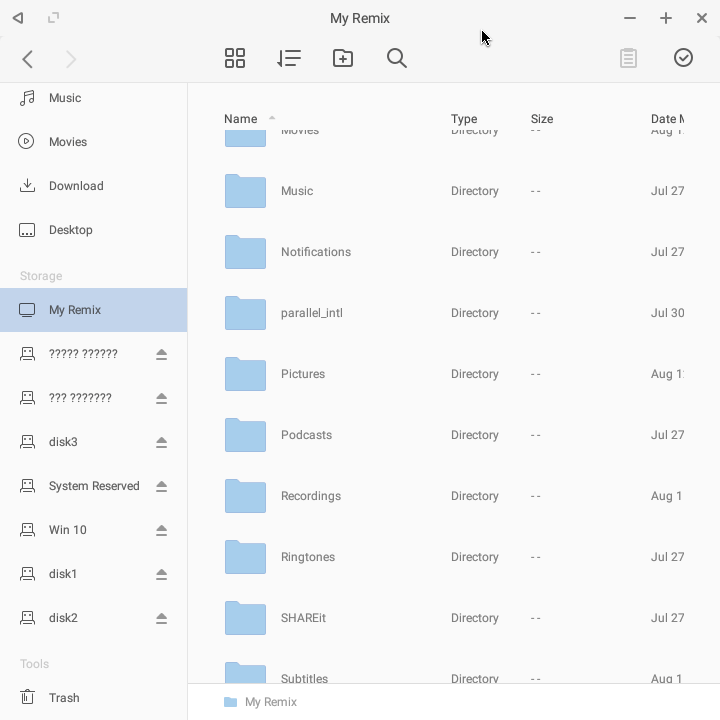 My Remix
Music
Movies
Download
Desktop
Storage
My Remix
????? ??????
??? ???????
disk3
System Reserved
Win 10
disk1
disk2
Tools
Trash
Name Type Size Date M
Movies Directory -- Aug 1
Music Directory -- Jul 27
Notifications Directory -- Jul 27
parallel_intl Directory -- Jul 30
Pictures Directory -- Aug 1
Podcasts Directory -- Jul 27
Recordings Directory -- Aug 1
Ringtones Directory -- Jul 27
SHAREit Directory -- Jul 27
Subtitles Directory -- Aug 1
My Remix